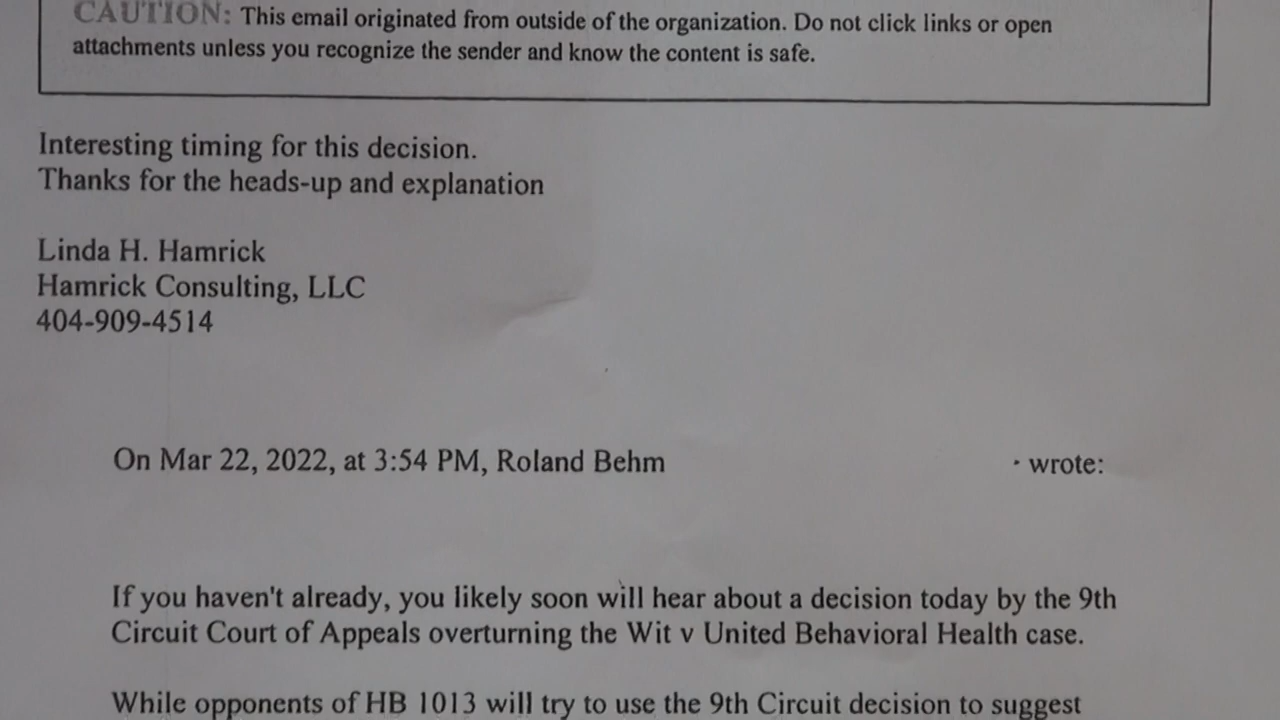 CAUTION: This email originated from outside of the organization. Do not click links or open
attachments unless you recognize the sender and know the content is safe.
Interesting timing for this decision.
Thanks for the heads-up and explanation
Linda H. Hamrick
Hamrick Consulting, LLC
404-909-4514
On Mar 22, 2022, at 3:54 PM, Roland Behm wrote:
If you haven't already, you likely soon will hear about a decision today by the 9th
Circuit Court of Appeals overturning the Wit v United Behavioral Health case.
While opponents of HB 1013 will try to use the 9th Circuit decision to suggest